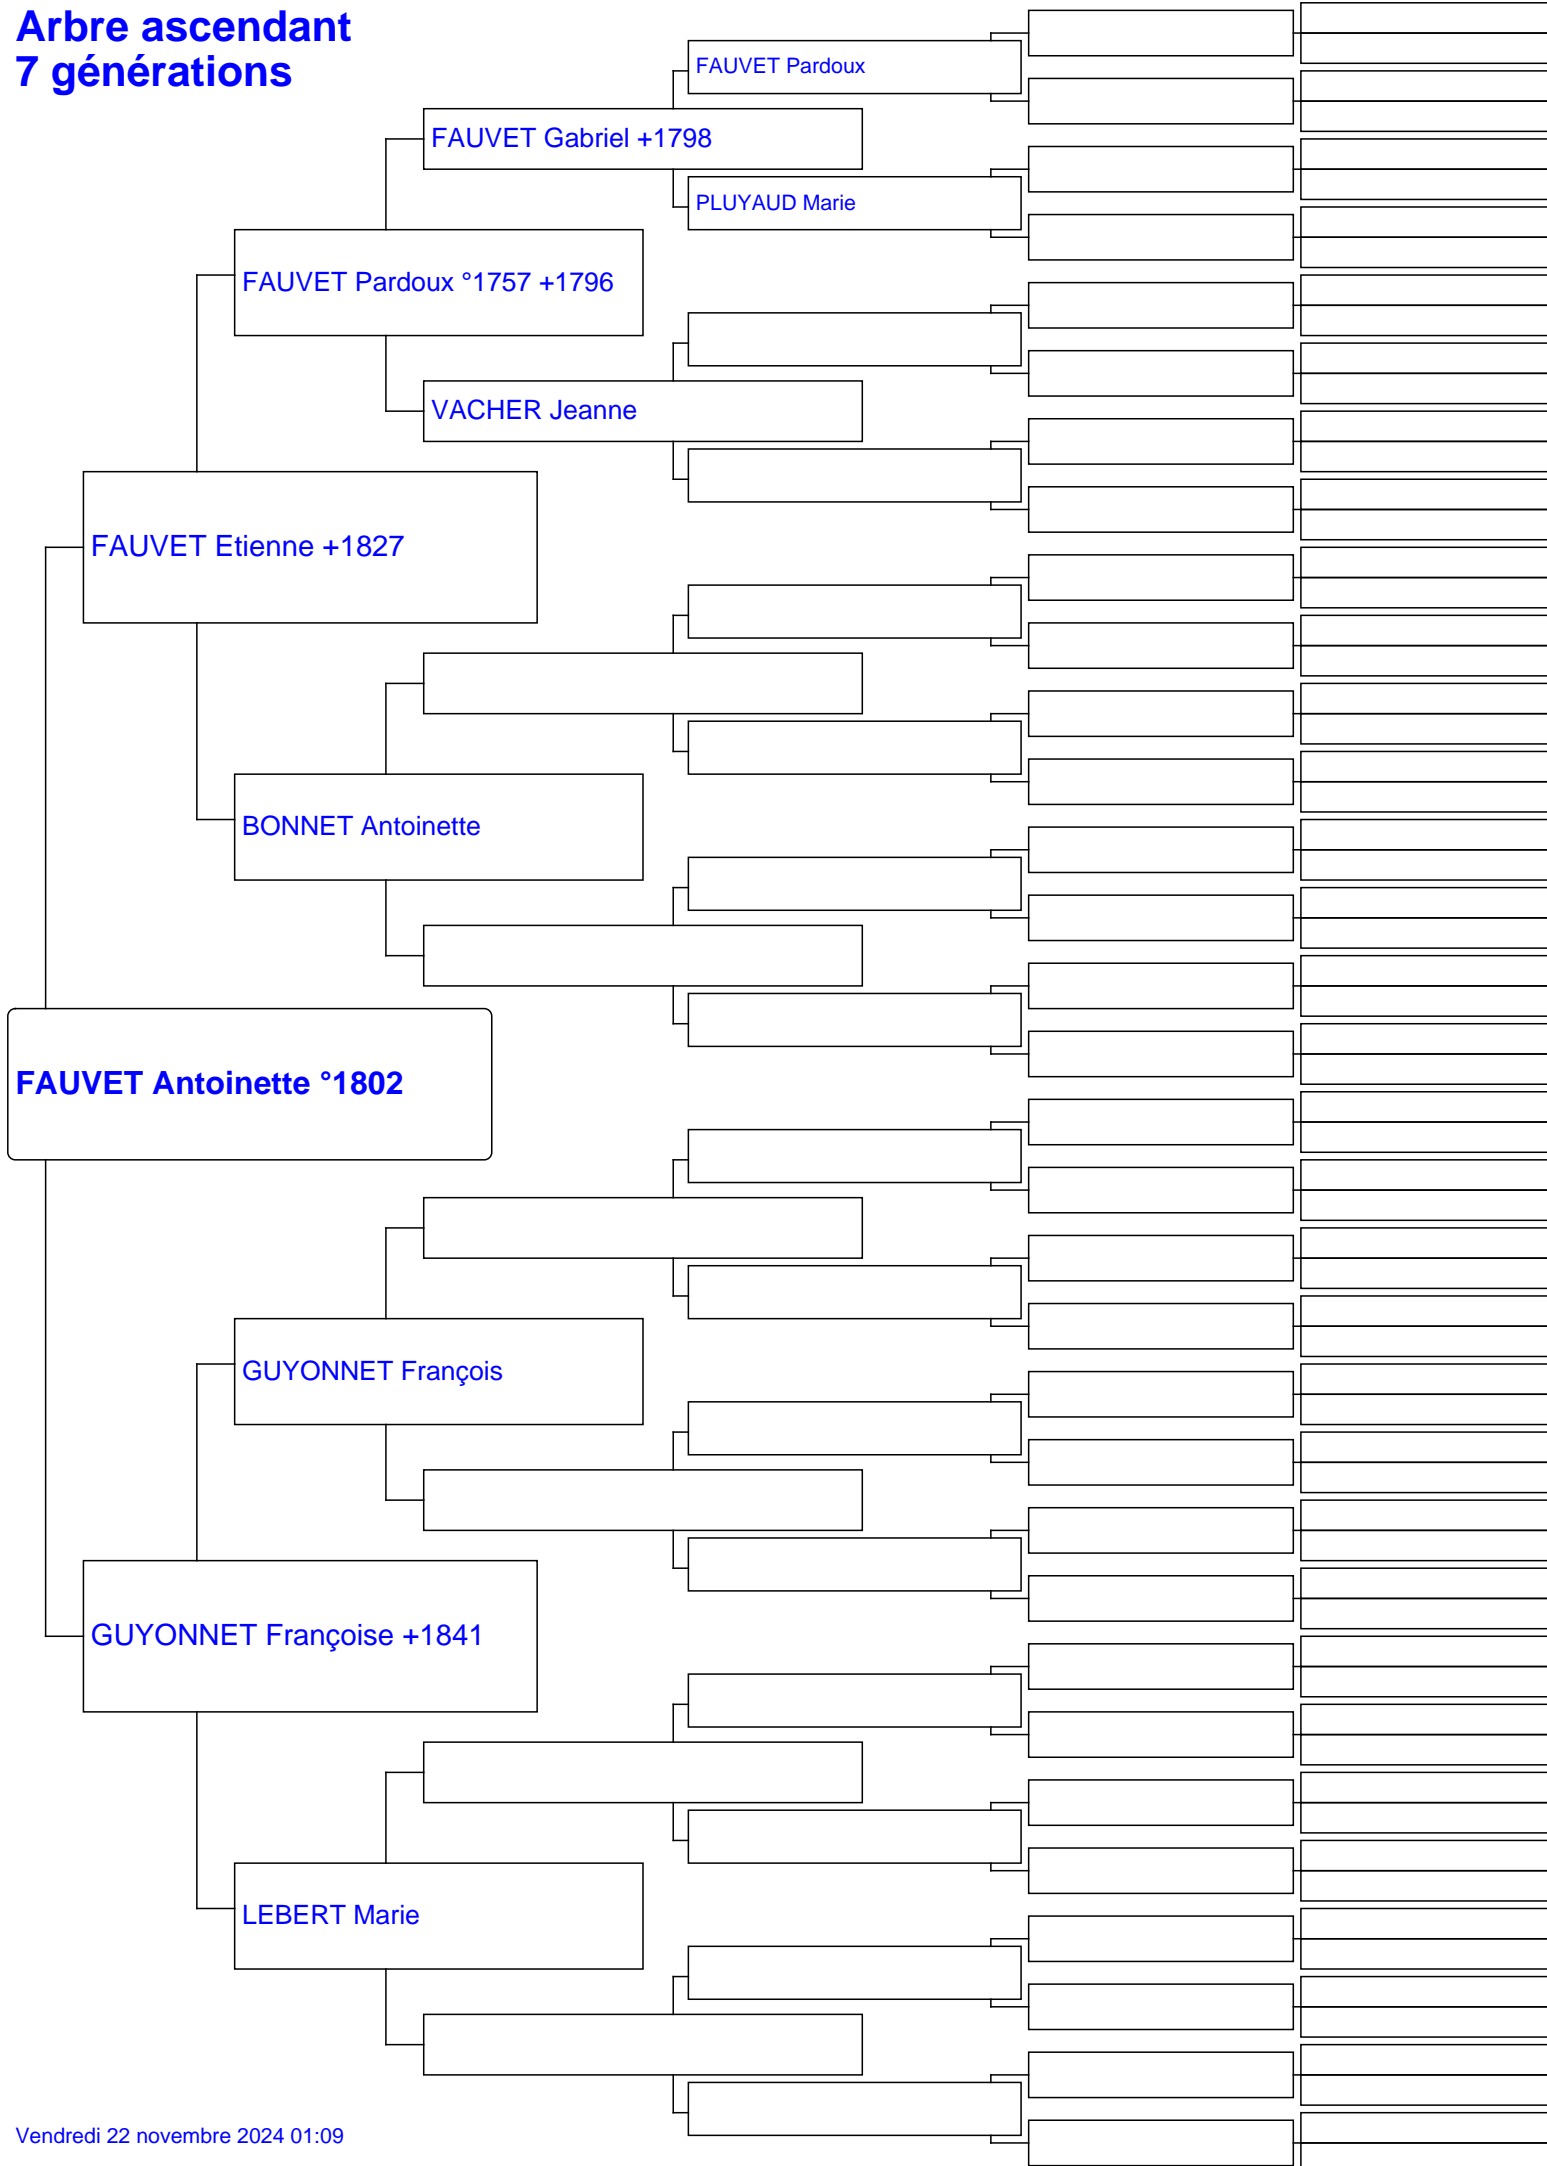 Arbre ascendant
7 générations
FAUVET Pardoux
FAUVET Gabriel +1798
PLUYAUD Marie
FAUVET Pardoux °1757 +1796
VACHER Jeanne
FAUVET Etienne +1827
BONNET Antoinette
FAUVET Antoinette °1802
GUYONNET François
GUYONNET Françoise +1841
LEBERT Marie
Vendredi 22 novembre 2024 01:09